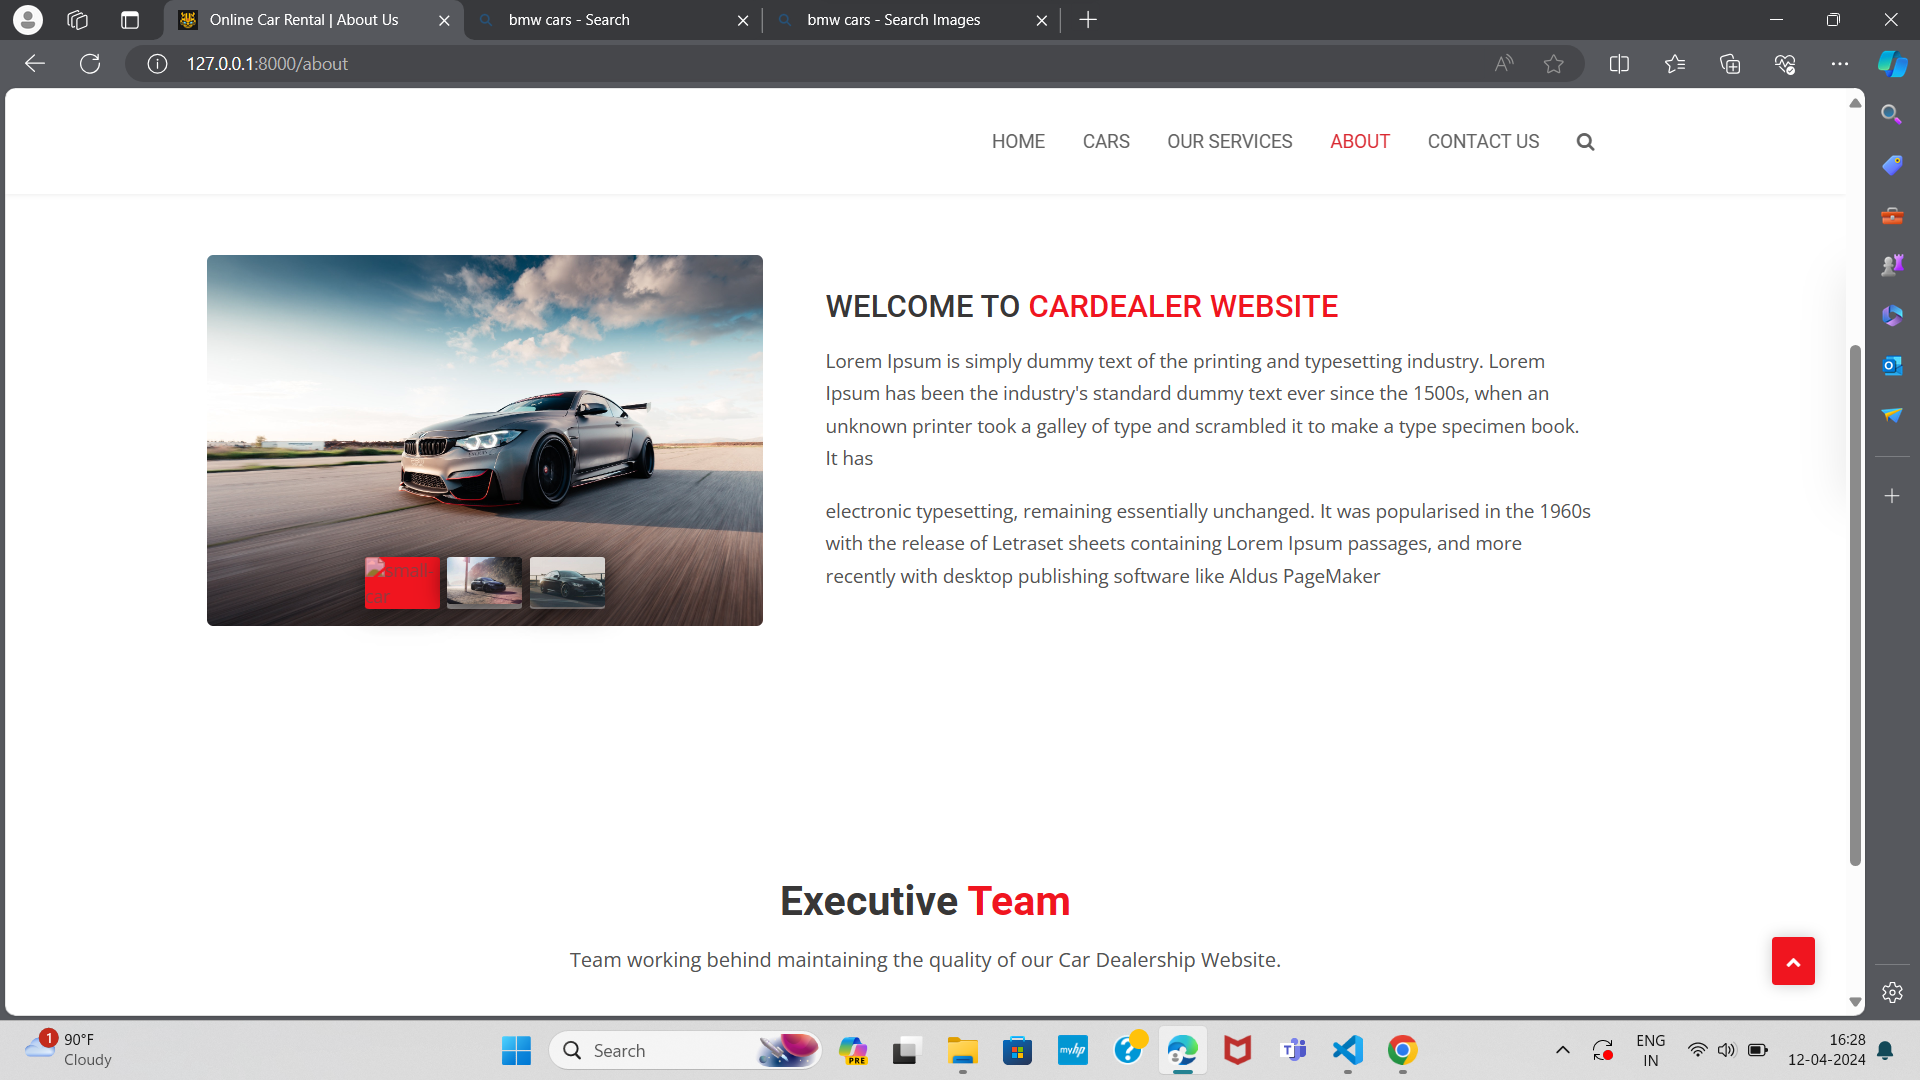 Online Car Rental | About Us
bmw cars - Search
bmw cars - Search Images
127.0.0.1:8000/about
HOME
CARS
OUR SERVICES
ABOUT
CONTACT US
WELCOME TO CARDEALER WEBSITE
Lorem Ipsum is simply dummy text of the printing and typesetting industry. Lorem
Ipsum has been the industry's standard dummy text ever since the 1500s, when an
unknown printer took a galley of type and scrambled it to make a type specimen book.
It has
electronic typesetting, remaining essentially unchanged. It was popularised in the 1960s
with the release of Letraset sheets containing Lorem Ipsum passages, and more
recently with desktop publishing software like Aldus PageMaker
Executive Team
Team working behind maintaining the quality of our Car Dealership Website.
1
90°F
Cloudy
Search
PRE
myhp
ENG
IN
16:28
12-04-2024